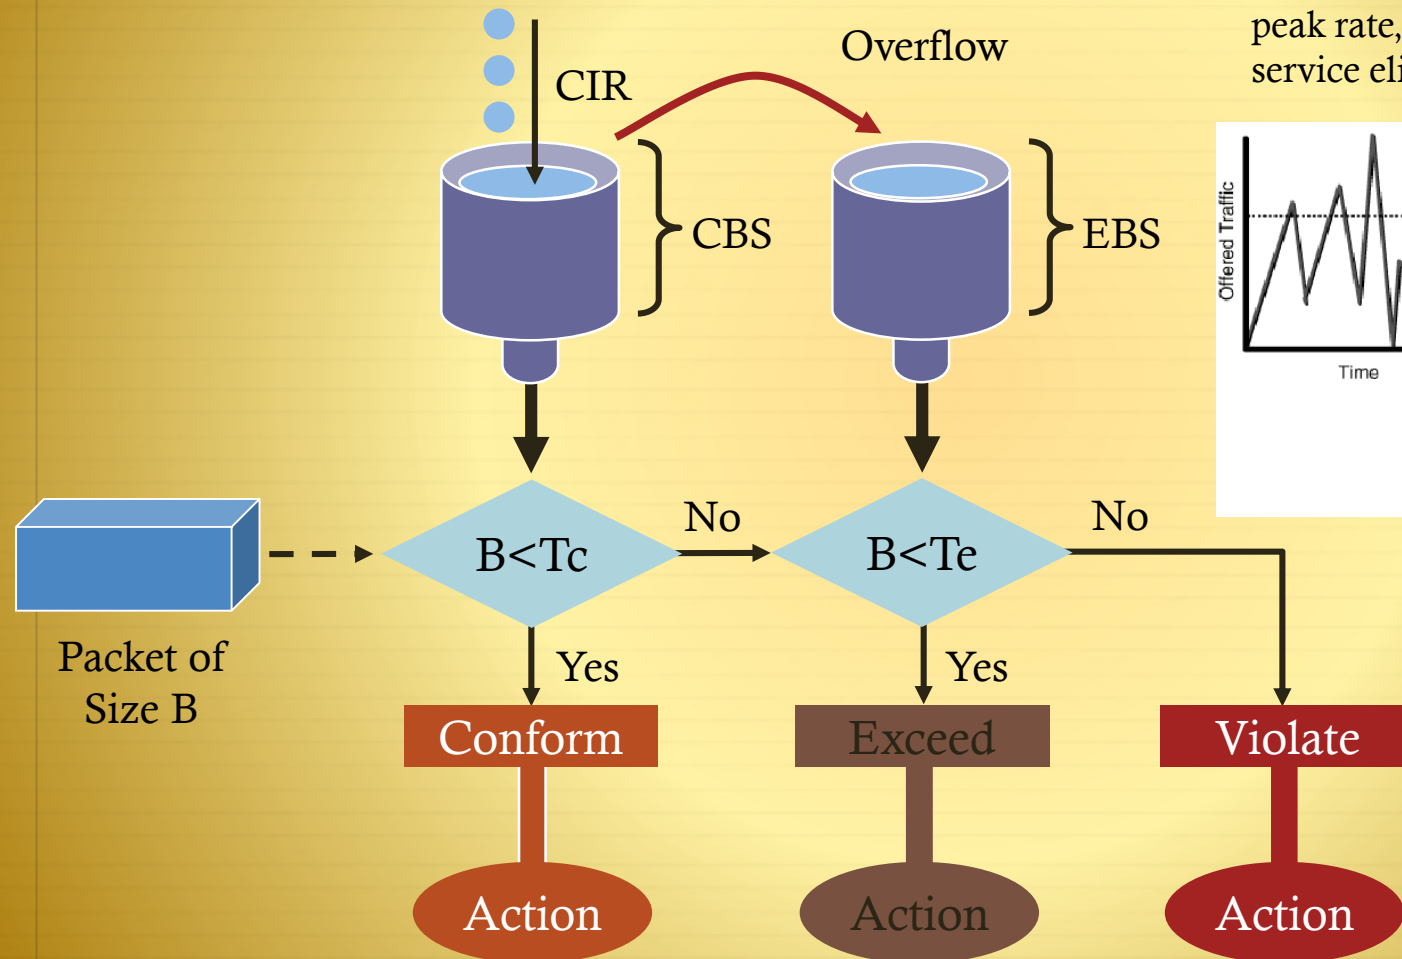 peak rate,
service eli
Overflow
CIR
CBS
EBS
Offered Traffic
Time
No
No
B<Tc
B<Te
Packet of
Size B
Yes
Yes
Conform
Exceed
Violate
Action
Action
Action